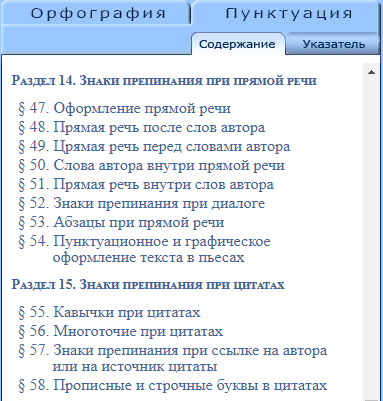 Орфография
Пунктуация
Содержание
Указатель
Раздел 14. Знаки препинания при прямой речи
§ 47. Оформление прямой речи
§ 48. Прямая речь после слов автора
§ 49. Црямая речь перед словами автора
§ 50. Слова автора внутри прямой речи
§ 51. Прямая речь внутри слов автора
§ 52. Знаки препинания при диалоге
§ 53. Абзацы при прямой речи
§ 54. Пунктуационное и графическое
оформление текста в пьесах
Раздел 15. Знаки препинания при цитатах
§ 55. Кавычки при цитатах
§ 56. Многоточие при цитатах
§ 57. Знаки препинания при ссылке на автора
или на источник цитаты
§ 58. Прописные и строчные буквы в цитатах